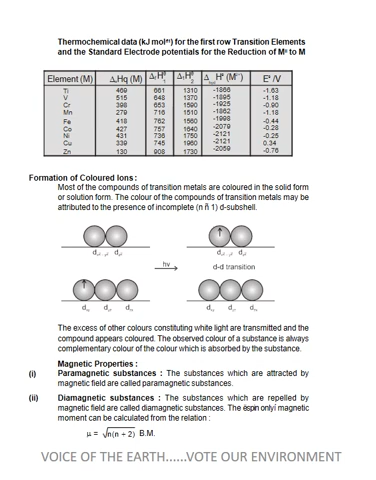 Thermochemical data (kJ mol⁻¹) for the first row Transition Elements
and the Standard Electrode potentials for the Reduction of Mᴵᴵ to M
Element (M) ΔₐHq (M) Δ₁Hᶿ Δ₁Hᶿ Δhyd Hᶿ (M²⁺) Eᶿ /V
Ti 469 661 1310 -1866 -1.63
V 515 648 1370 -1895 -1.18
Cr 398 653 1590 -1925 -0.90
Mn 279 716 1510 -1862 -1.18
Fe 418 762 1560 -1998 -0.44
Co 427 757 1640 -2079 -0.28
Ni 431 736 1750 -2121 -0.25
Cu 339 745 1960 -2121 0.34
Zn 130 908 1730 -2059 -0.76
Formation of Coloured Ions :
Most of the compounds of transition metals are coloured in the solid form
or solution form. The colour of the compounds of transition metals may be
attributed to the presence of incomplete (n ñ 1) d-subshell.
hv
d-d transition
The excess of other colours constituting white light are transmitted and the
compound appears coloured. The observed colour of a substance is always
complementary colour of the colour which is absorbed by the substance.
Magnetic Properties :
(i) Paramagnetic substances : The substances which are attracted by
magnetic field are called paramagnetic substances.
(ii) Diamagnetic substances : The substances which are repelled by
magnetic field are called diamagnetic substances. The ëspin onlyí magnetic
moment can be calculated from the relation :
μ = √n(n + 2) B.M.
VOICE OF THE EARTH......VOTE OUR ENVIRONMENT